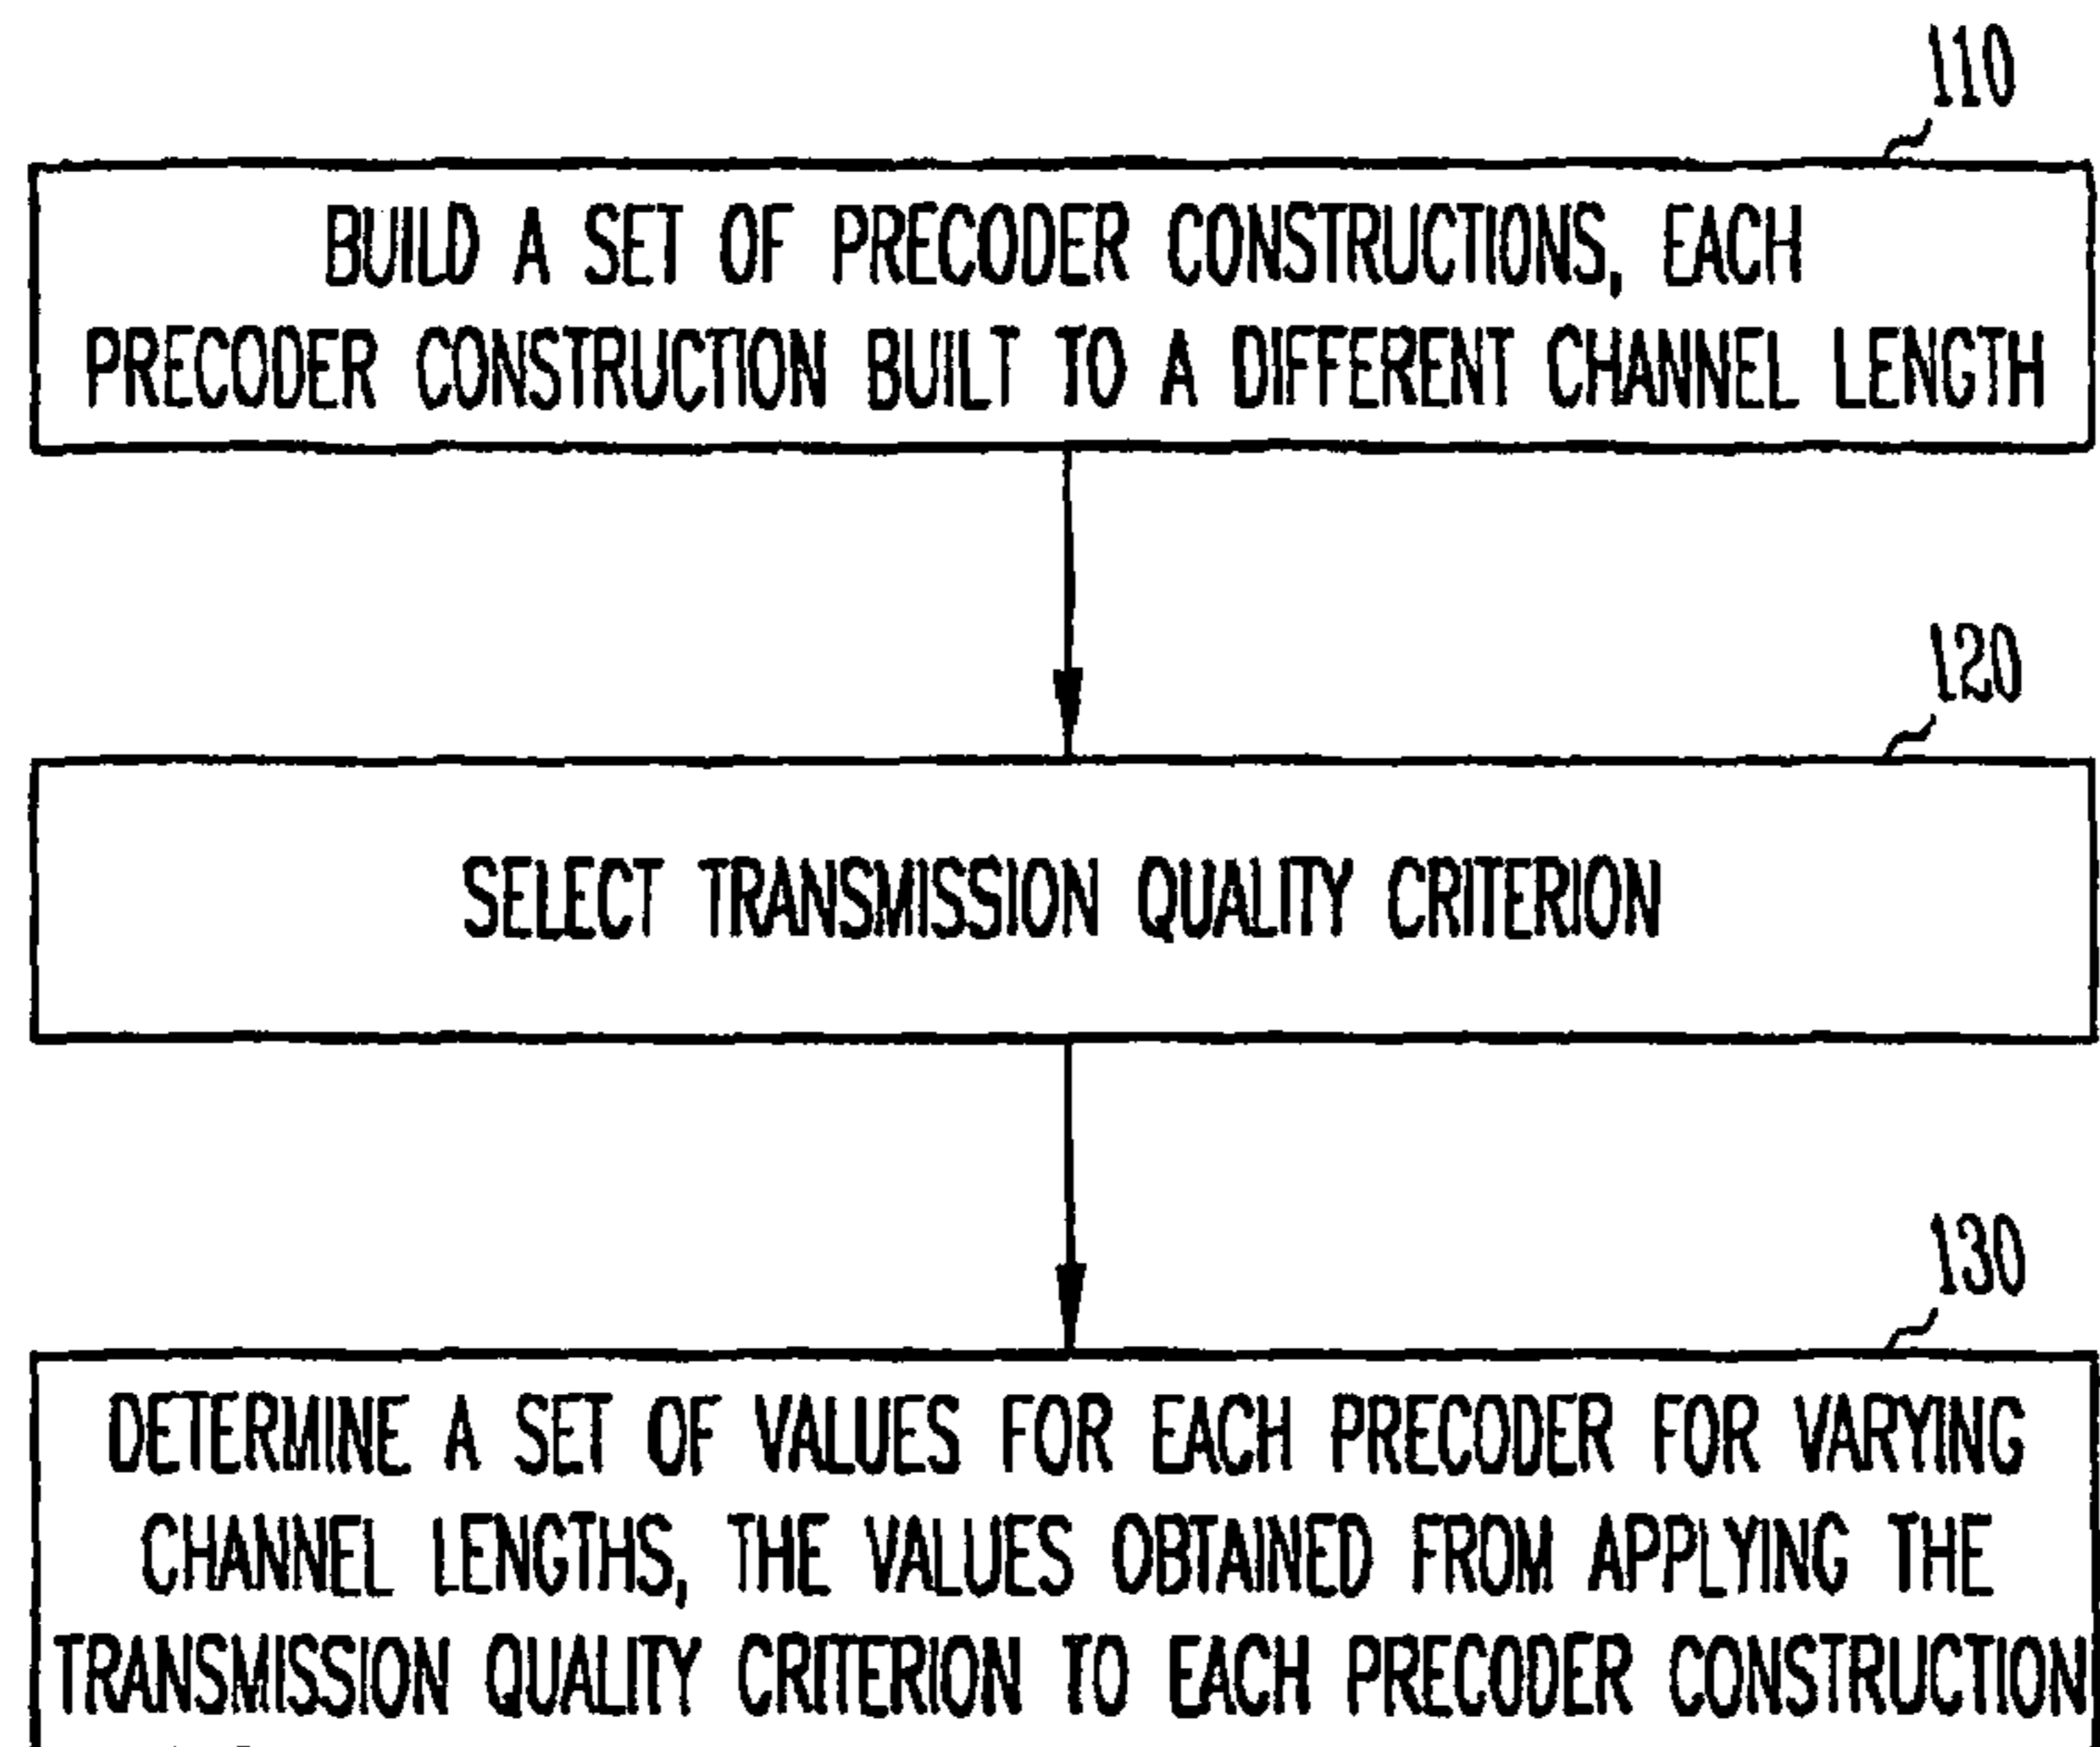 110
BUILD A SET OF PRECODER CONSTRUCTIONS, EACH
PRECODER CONSTRUCTION BUILT TO A DIFFERENT CHANNEL LENGTH
120
SELECT TRANSMISSION QUALITY CRITERION
130
DETERMINE A SET OF VALUES FOR EACH PRECODER FOR VARYING
CHANNEL LENGTHS, THE VALUES OBTAINED FROM APPLYING THE
TRANSMISSION QUALITY CRITERION TO EACH PRECODER CONSTRUCTION